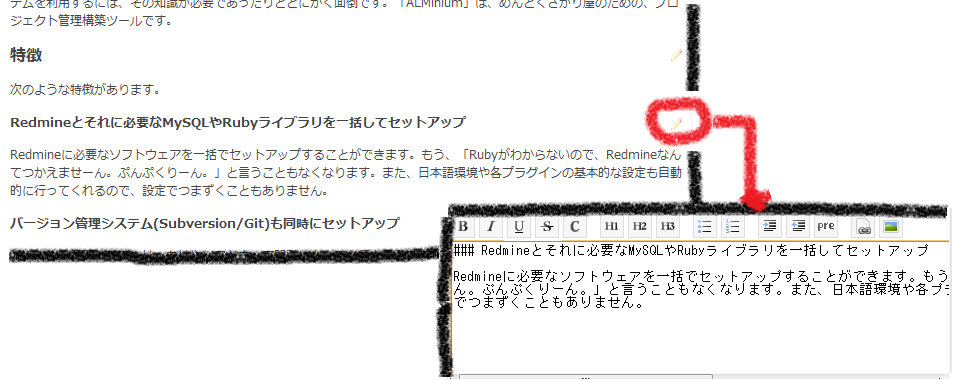 テムを利用するには、その知識が必要であったりととにかく面倒です。「ALMinium」は、めんどくさがり屋のための、プロ
ジェクト管理構築ツールです。
特徴
次のような特徴があります。
Redmineとそれに必要なMySQLやRubyライブラリを一括してセットアップ
Redmineに必要なソフトウェアを一括でセットアップすることができます。もう、「Rubyがわからないので、Redmineなん
てつかえませーん。ぷんぷくりーん。」と言うこともなくなります。また、日本語環境や各プラグインの基本的な設定も自動
的に行ってくれるので、設定でつまずくこともありません。
バージョン管理システム(Subversion/Git)も同時にセットアップ
B I U S C H1 H2 H3 pre
### Redmineとそれに必要なMySQLやRubyライブラリを一括してセットアップ
Redmineに必要なソフトウェアを一括でセットアップすることができます。もう
ん。ぷんぷくりーん。」と言うこともなくなります。また、日本語環境や各プラ
でつまずくこともありません。